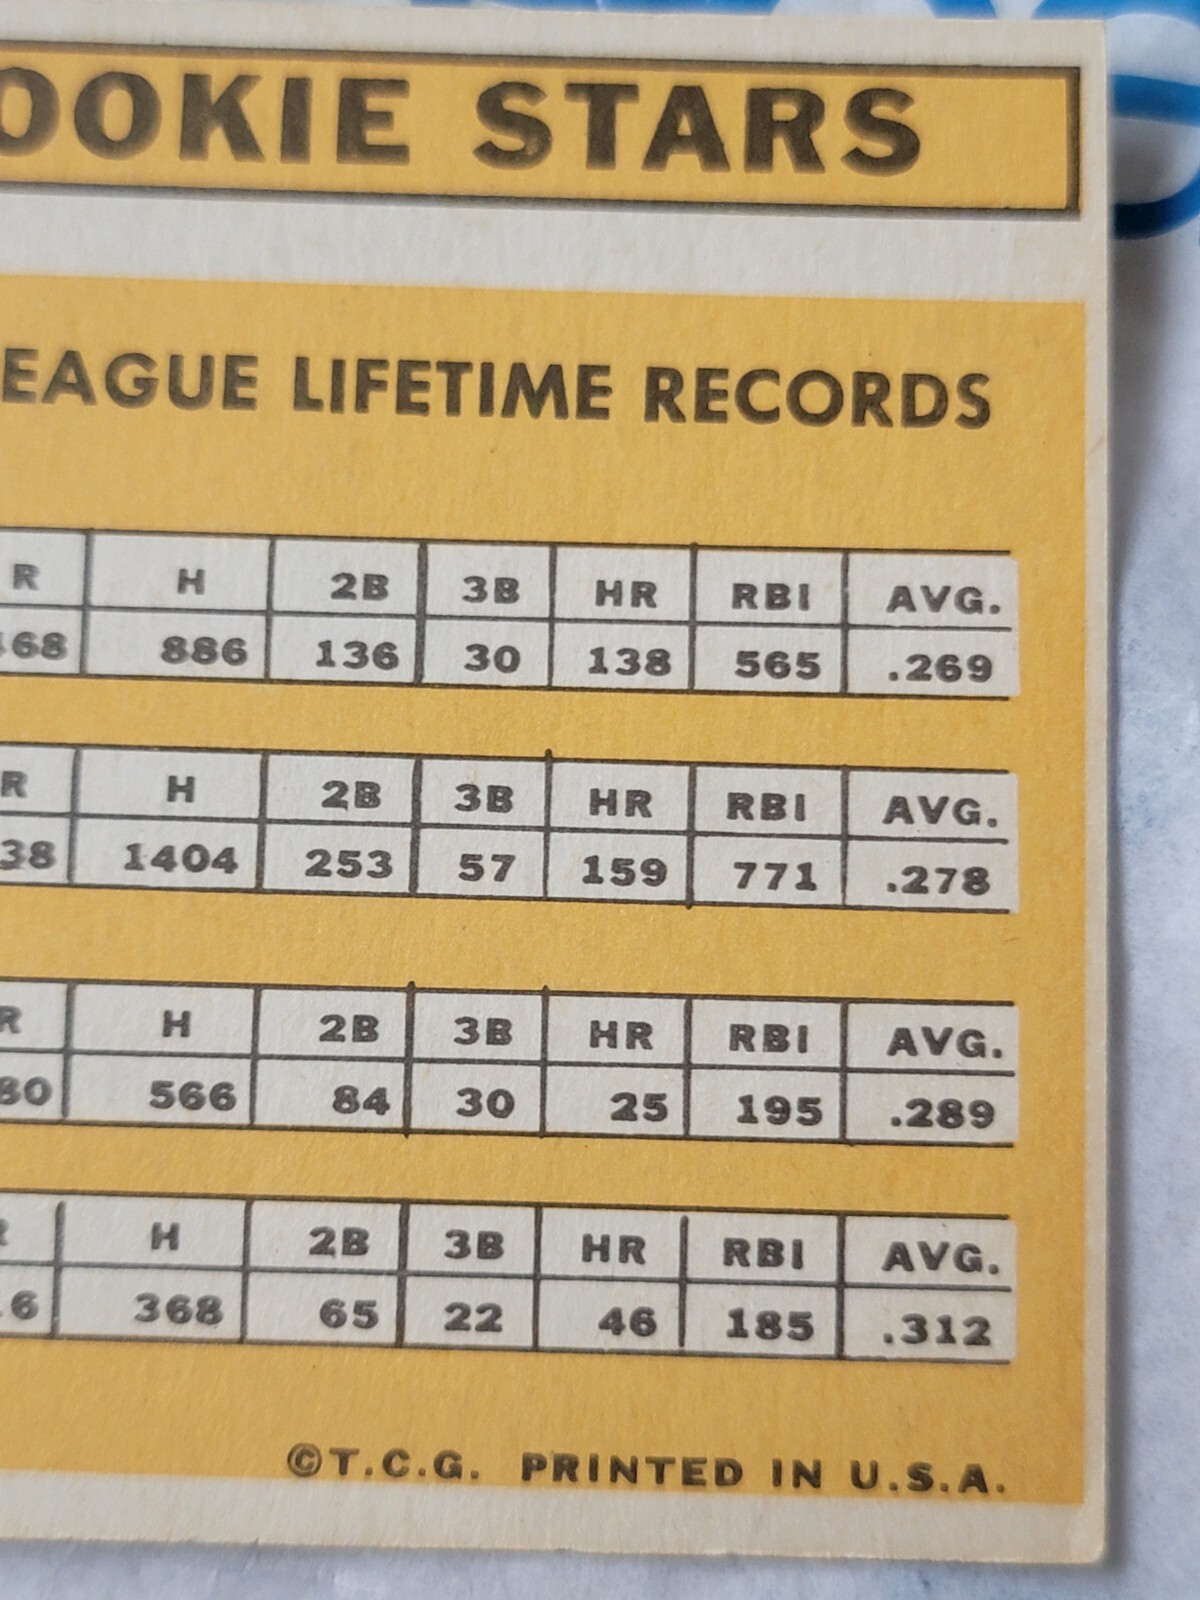 OOKIE STARS
EAGUE LIFETIME RECORDS
R H 2B 3B HR RBI AVG.
468 886 136 30 138 565 .269
R H 2B 3B HR RBI AVG.
38 1404 253 57 159 771 .278
R H 2B 3B HR RBI AVG.
80 566 84 30 25 195 .289
R H 2B 3B HR RBI AVG.
16 368 65 22 46 185 .312
©T.C.G. PRINTED IN U.S.A.